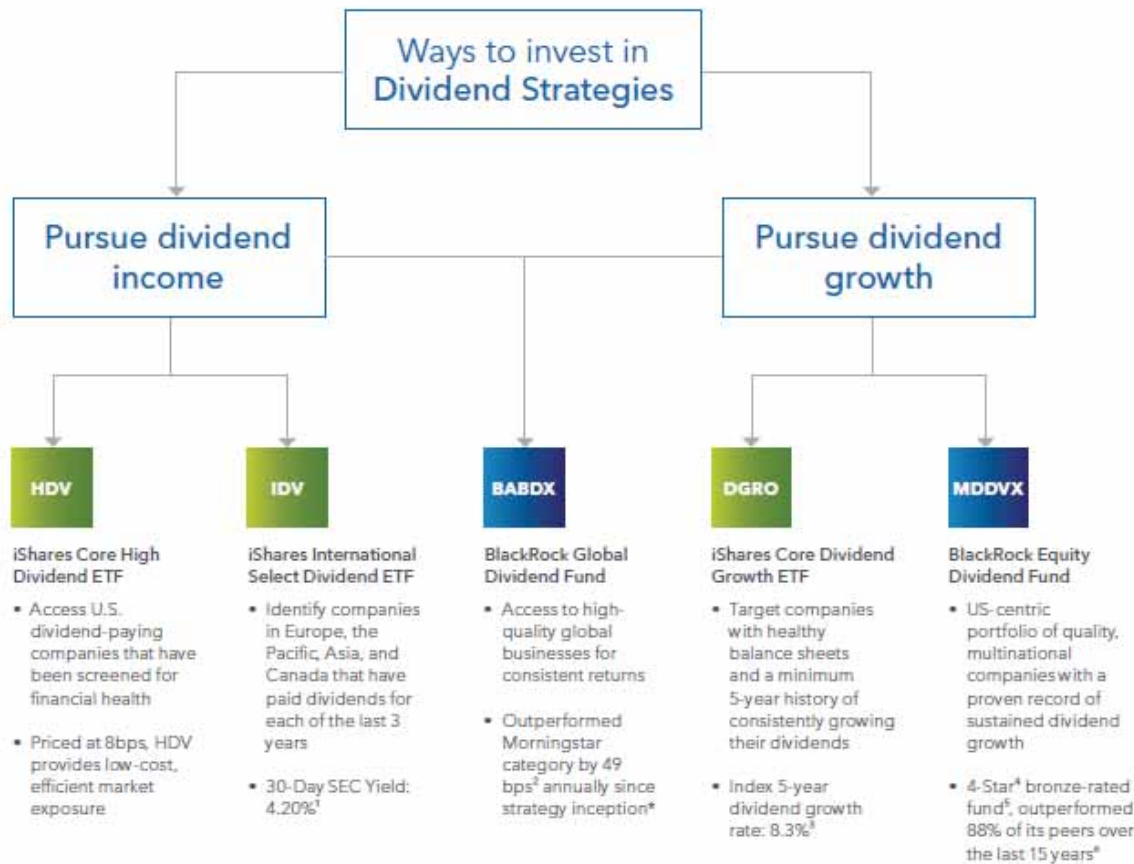 Ways to invest in
Dividend Strategies
Pursue dividend
income
Pursue dividend
growth
HDV
iShares Core High
Dividend ETF
• Access U.S.
dividend-paying
companies that have
been screened for
financial health
• Priced at 8bps, HDV
provides low-cost,
efficient market
exposure
IDV
iShares International
Select Dividend ETF
• Identify companies
in Europe, the
Pacific, Asia, and
Canada that have
paid dividends for
each of the last 3
years
• 30-Day SEC Yield:
4.20%¹
BABDX
BlackRock Global
Dividend Fund
• Access to high-
quality global
businesses for
consistent returns
• Outperformed
Morningstar
category by 49
bps² annually since
strategy inception*
DGRO
iShares Core Dividend
Growth ETF
• Target companies
with healthy
balance sheets
and a minimum
5-year history of
consistently growing
their dividends
• Index 5-year
dividend growth
rate: 8.3%³
MDDVX
BlackRock Equity
Dividend Fund
• US-centric
portfolio of quality,
multinational
companies with a
proven record of
sustained dividend
growth
• 4-Star⁴ bronze-rated
fund⁵, outperformed
88% of its peers over
the last 15 years⁶